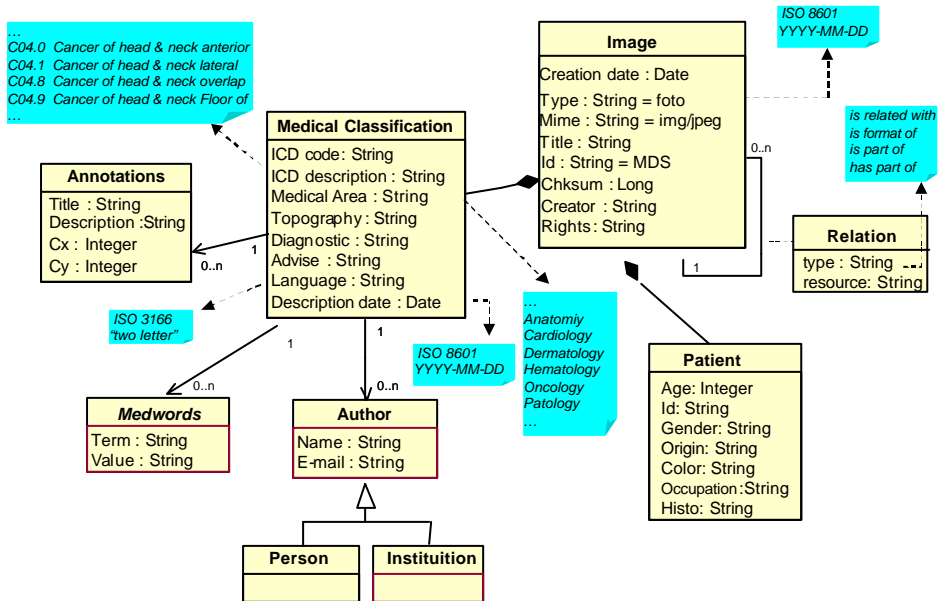 …
C04.0 Cancer of head & neck anterior
C04.1 Cancer of head & neck lateral
C04.8 Cancer of head & neck overlap
C04.9 Cancer of head & neck Floor of
…
Image
Creation date : Date
Type : String = foto
Mime : String = img/jpeg
Title : String
Id : String = MDS
Chksum : Long
Creator : String
Rights: String
ISO 8601
YYYY-MM-DD
is related with
is format of
is part of
has part of
0..n
1
Medical Classification
ICD code: String
ICD description : String
Medical Area : String
Topography : String
Diagnostic : String
Advise : String
Language : String
Description date : Date
Annotations
Title : String
Description :String
Cx : Integer
Cy : Integer
1
0..n
Relation
type : String
resource: String
ISO 3166
“two letter”
1
0..n
1
0..n
ISO 8601
YYYY-MM-DD
…
Anatomiy
Cardiology
Dermatology
Hematology
Oncology
Patology
…
Patient
Age: Integer
Id: String
Gender: String
Origin: String
Color: String
Occupation:String
Histo: String
Medwords
Term : String
Value : String
Author
Name : String
E-mail : String
Person
Instituition